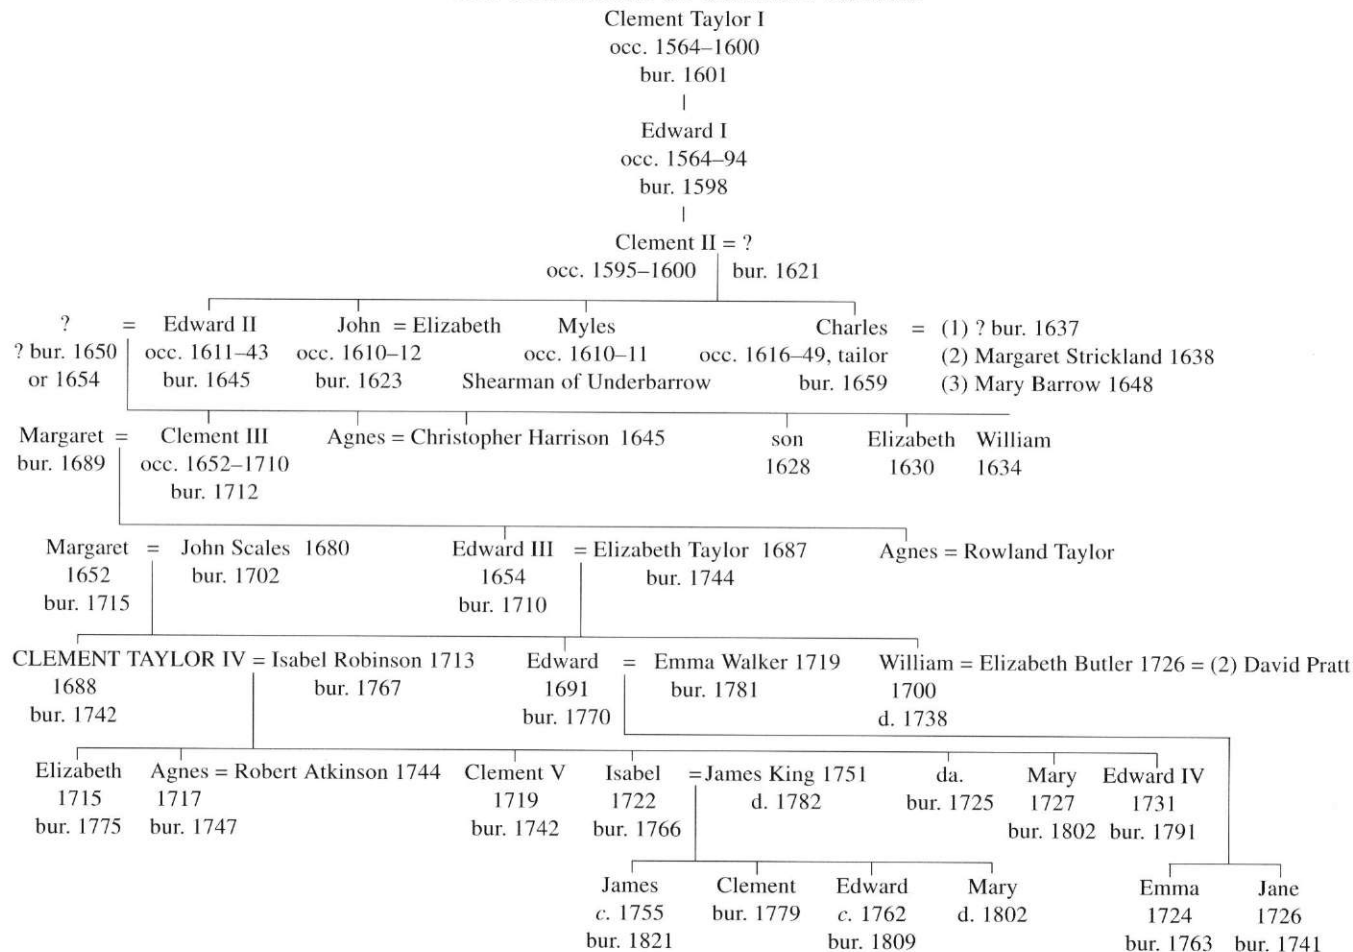 Clement Taylor I
occ. 1564–1600
bur. 1601
Edward I
occ. 1564–94
bur. 1598
Clement II = ?
occ. 1595–1600 bur. 1621
? = Edward II John = Elizabeth Myles Charles = (1) ? bur. 1637
? bur. 1650 occ. 1611–43 occ. 1610–12 occ. 1610–11 occ. 1616–49, tailor (2) Margaret Strickland 1638
or 1654 bur. 1645 bur. 1623 Shearman of Underbarrow bur. 1659 (3) Mary Barrow 1648
Margaret = Clement III Agnes = Christopher Harrison 1645 son Elizabeth William
bur. 1689 occ. 1652–1710 1628 1630 1634
bur. 1712
Margaret = John Scales 1680 Edward III = Elizabeth Taylor 1687 Agnes = Rowland Taylor
1652 bur. 1702 1654 bur. 1744
bur. 1715 bur. 1710
CLEMENT TAYLOR IV = Isabel Robinson 1713 Edward = Emma Walker 1719 William = Elizabeth Butler 1726 = (2) David Pratt
1688 bur. 1767 1691 bur. 1781 1700
bur. 1742 bur. 1770 d. 1738
Elizabeth Agnes = Robert Atkinson 1744 Clement V Isabel = James King 1751 da. Mary Edward IV
1715 1717 1719 1722 d. 1782 bur. 1725 1727 1731
bur. 1775 bur. 1747 bur. 1742 bur. 1766 bur. 1802 bur. 1791
James Clement Edward Mary Emma Jane
c. 1755 bur. 1779 c. 1762 d. 1802 1724 1726
bur. 1821 bur. 1809 bur. 1763 bur. 1741